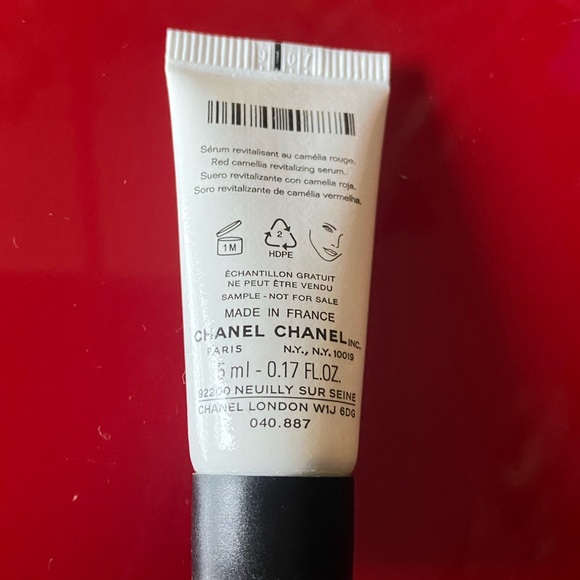 9107
Sérum revitalisant au camélia rouge.
Red camellia revitalizing serum.
Suero revitalizante con camelia roja.
Soro revitalizante de camélia vermelha.
1M
2
HDPE
ÉCHANTILLON GRATUIT
NE PEUT ÊTRE VENDU
SAMPLE - NOT FOR SALE
MADE IN FRANCE
CHANEL CHANEL INC.
PARIS N.Y., N.Y. 10019
5 ml - 0.17 FL.OZ.
92200 NEUILLY SUR SEINE
CHANEL LONDON W1J 6DG
040.887